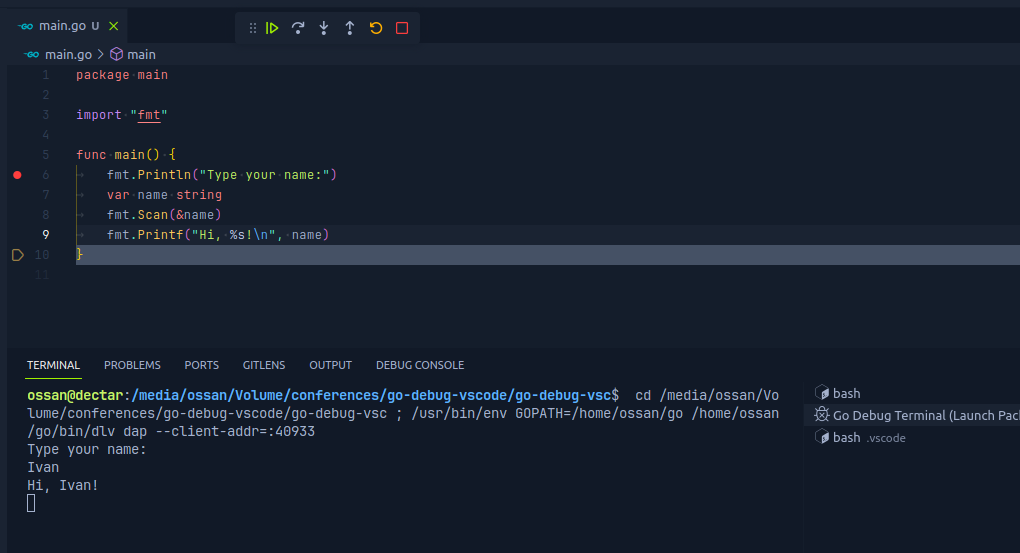 main.go U
main.go > main
1 package main
2
3 import "fmt"
4
5 func main() {
6 fmt.Println("Type your name:")
7 var name string
8 fmt.Scan(&name)
9 fmt.Printf("Hi, %s!\n", name)
10 }
11
TERMINAL PROBLEMS PORTS GITLENS OUTPUT DEBUG CONSOLE
ossan@dectar:/media/ossan/Volume/conferences/go-debug-vscode/go-debug-vsc$ cd /media/ossan/Vo
lume/conferences/go-debug-vscode/go-debug-vsc ; /usr/bin/env GOPATH=/home/ossan/go /home/ossan
/go/bin/dlv dap --client-addr=:40933
Type your name:
Ivan
Hi, Ivan!
bash
Go Debug Terminal (Launch Pac
bash .vscode